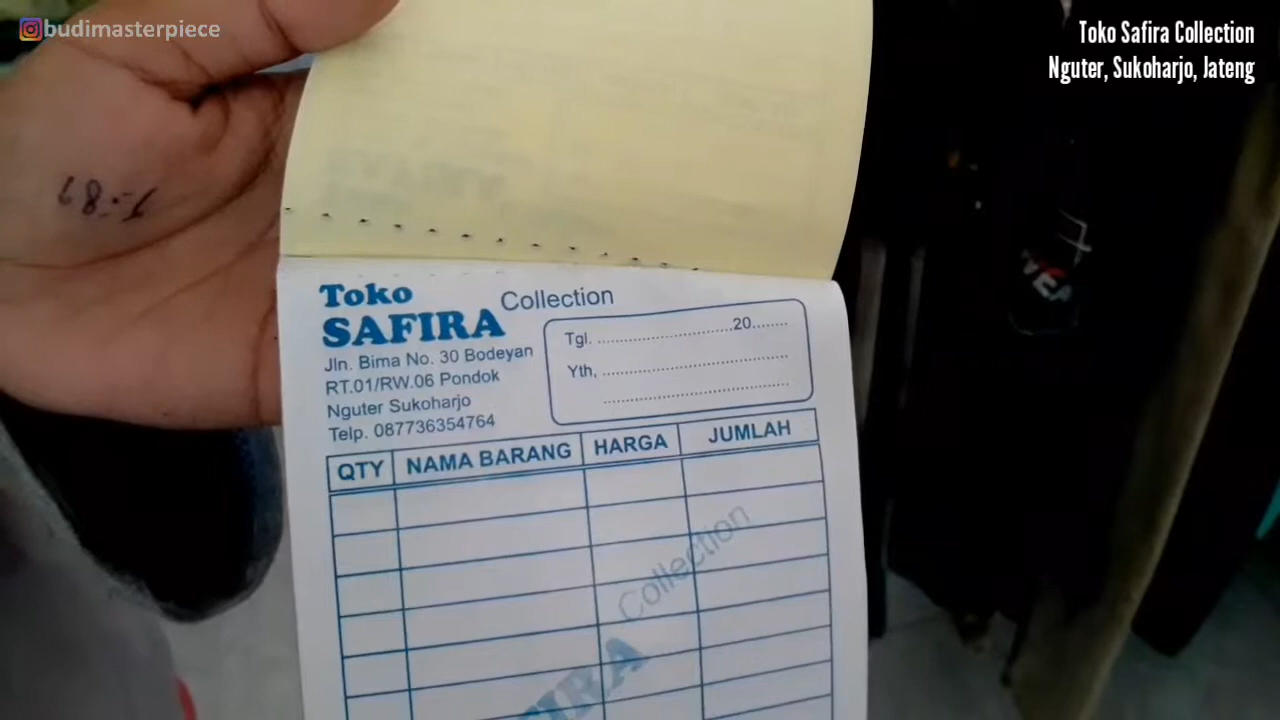 budimasterpiece
Toko Safira Collection
Nguter, Sukoharjo, Jateng
Toko
SAFIRA Collection
Jln. Bima No. 30 Bodeyan
RT.01/RW.06 Pondok
Nguter Sukoharjo
Telp. 087736354764
Tgl. ..............................20........
Yth, ........................................
........................................
QTY NAMA BARANG HARGA JUMLAH
Collection